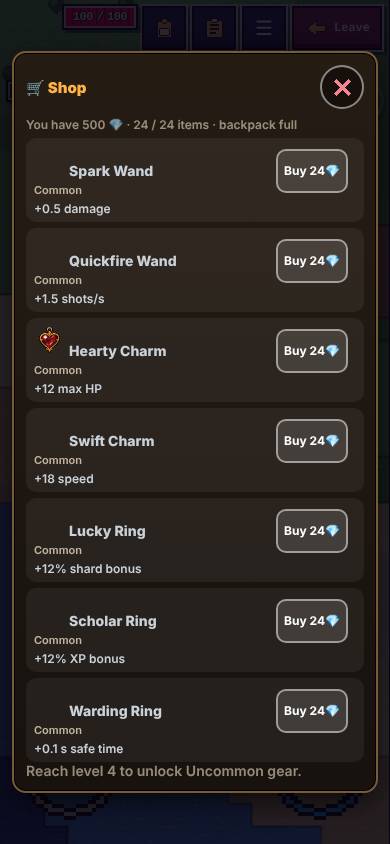 100 / 100
Leave
Shop
You have 500 💎 · 24 / 24 items · backpack full
Spark Wand
Buy 24💎
Common
+0.5 damage
Quickfire Wand
Buy 24💎
Common
+1.5 shots/s
Hearty Charm
Buy 24💎
Common
+12 max HP
Swift Charm
Buy 24💎
Common
+18 speed
Lucky Ring
Buy 24💎
Common
+12% shard bonus
Scholar Ring
Buy 24💎
Common
+12% XP bonus
Warding Ring
Buy 24💎
Common
+0.1 s safe time
Reach level 4 to unlock Uncommon gear.